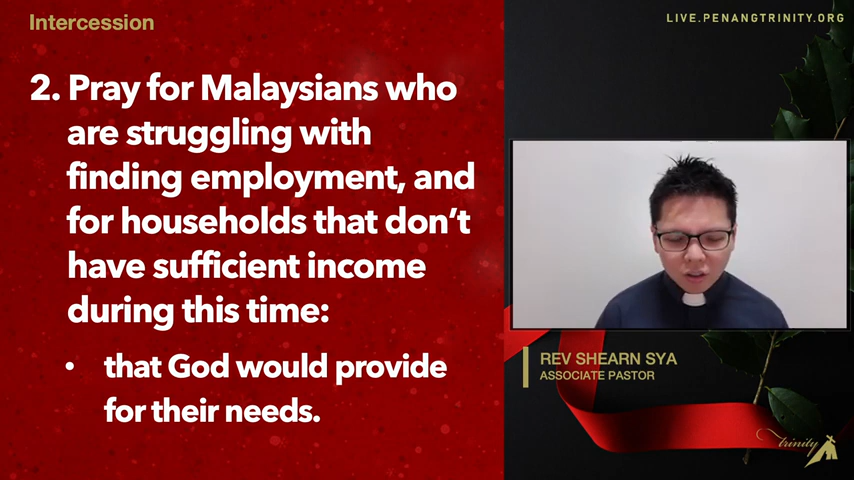 Intercession
LIVE.PENANGTRINITY.ORG
2. Pray for Malaysians who
are struggling with
finding employment, and
for households that don't
have sufficient income
during this time:
• that God would provide
for their needs.
REV SHEARN SYA
ASSOCIATE PASTOR
trinity